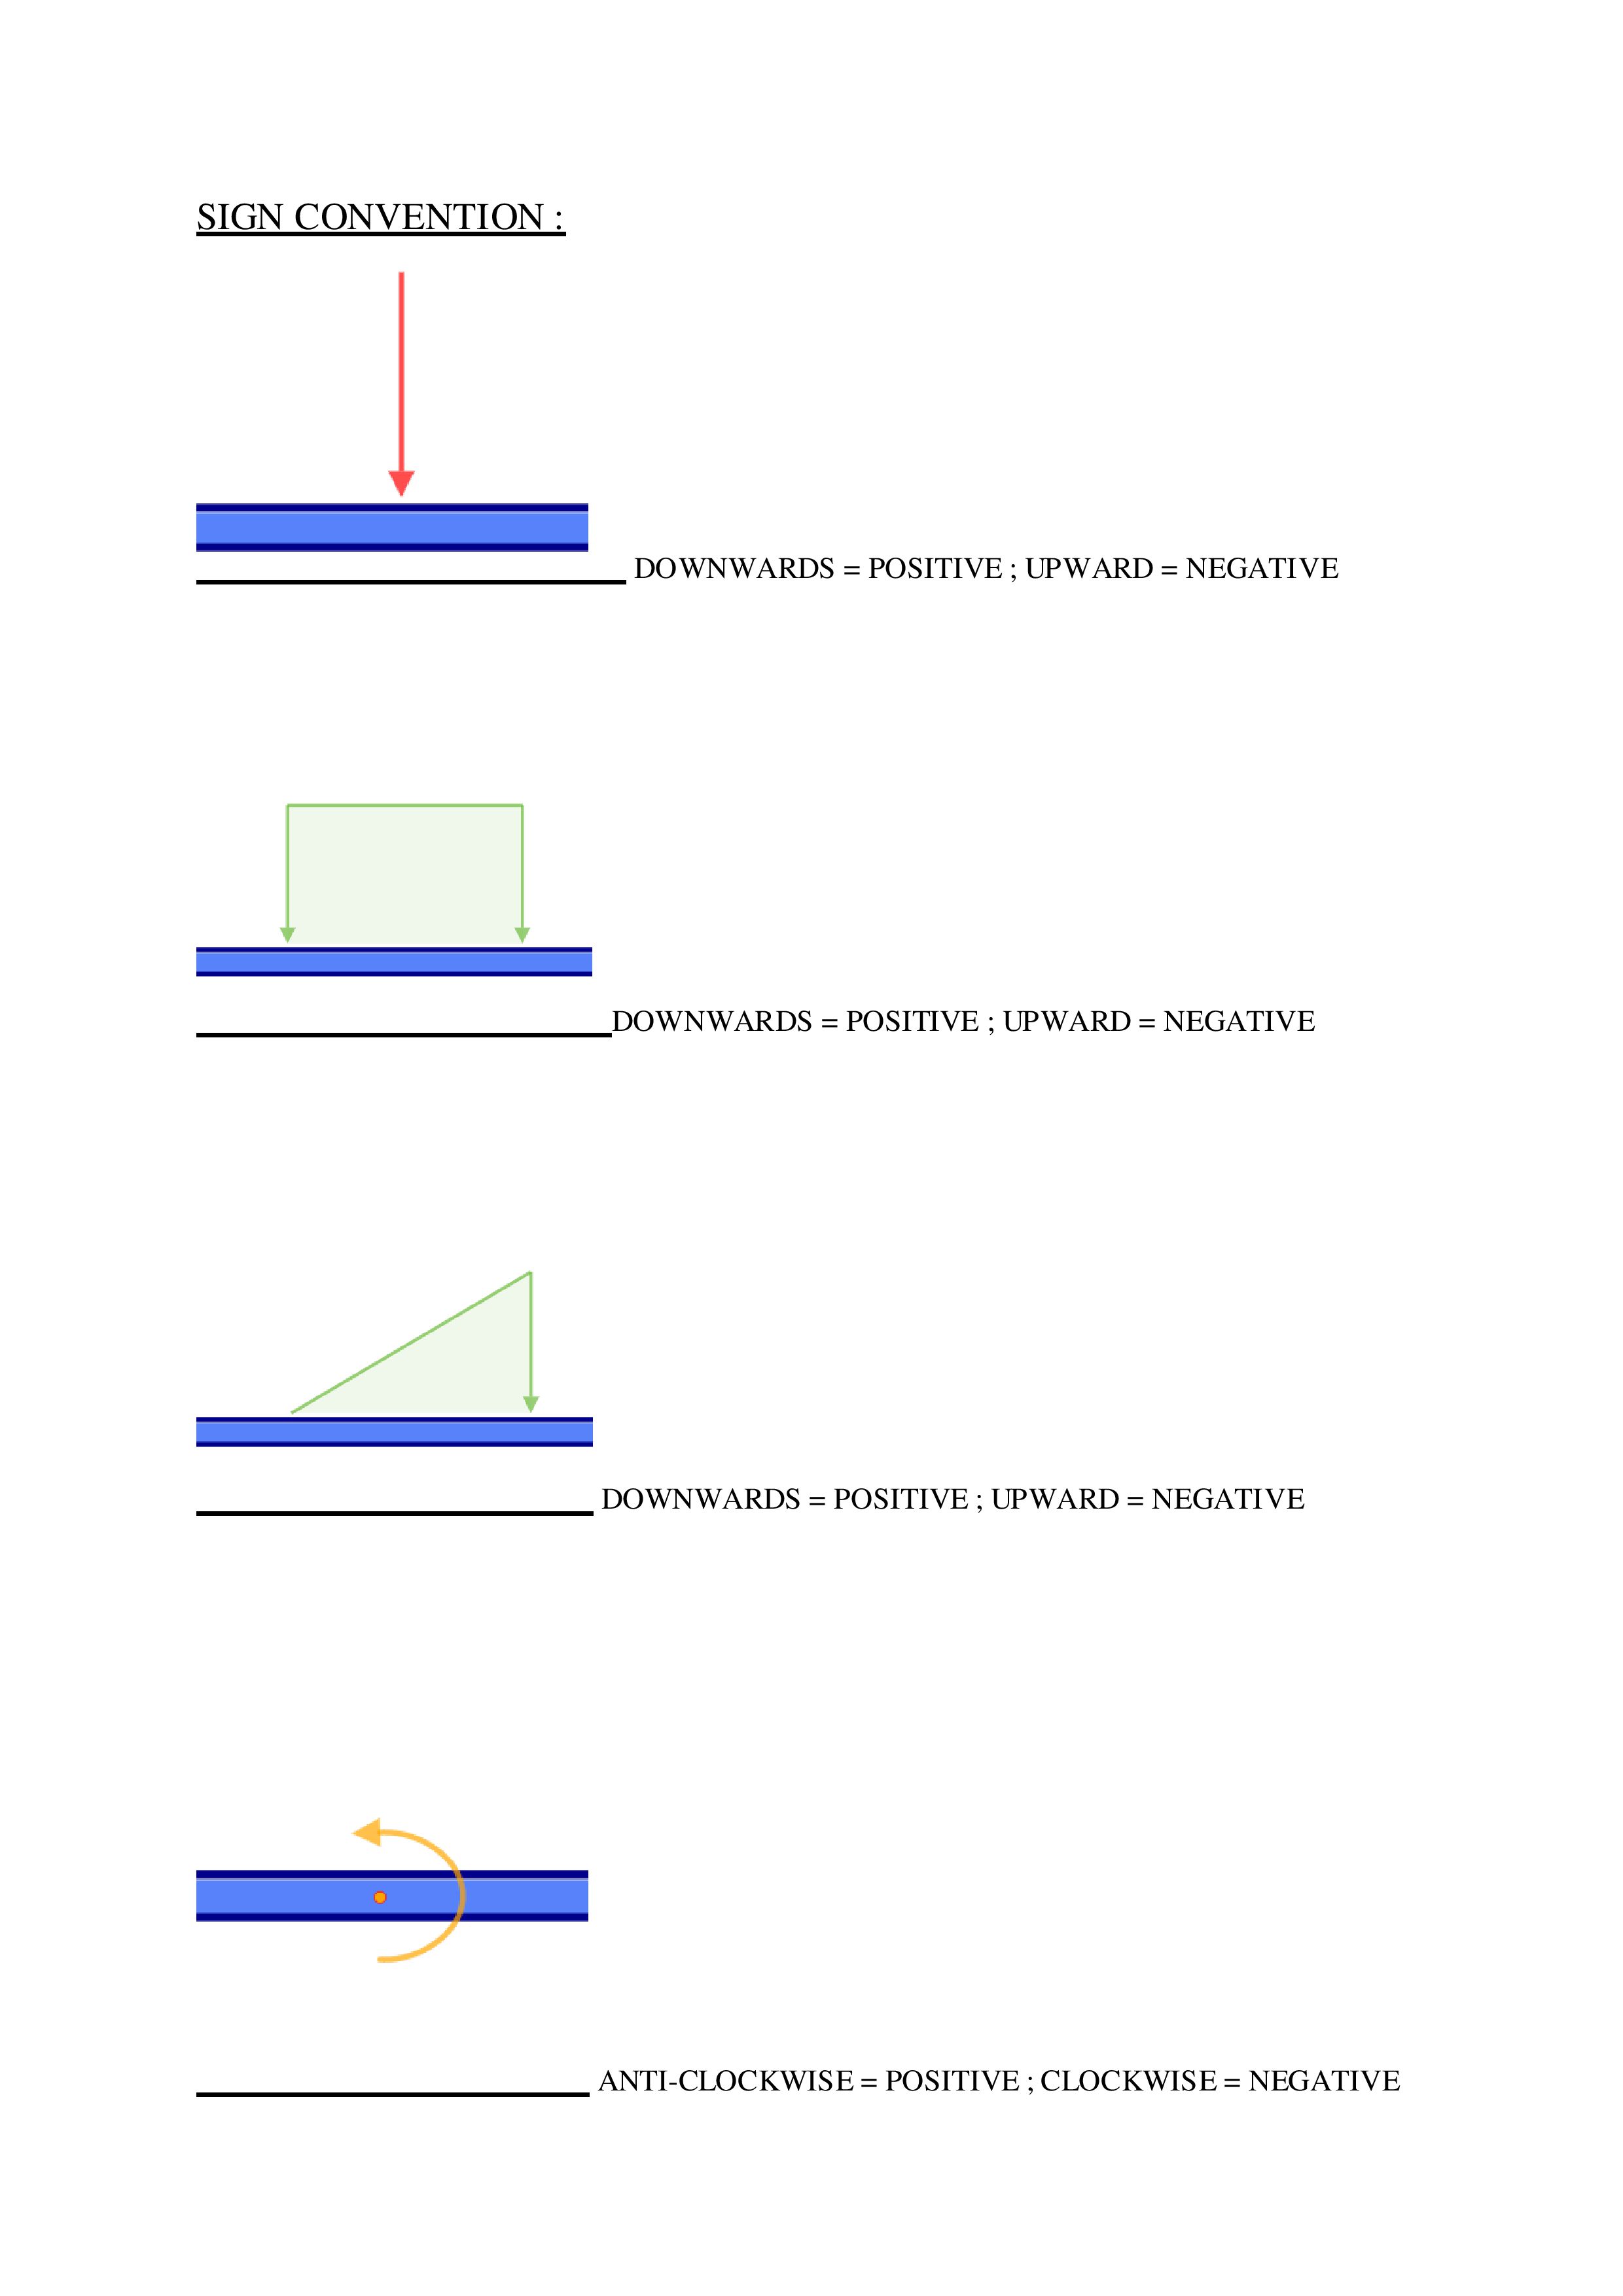 SIGN CONVENTION :
DOWNWARDS = POSITIVE ; UPWARD = NEGATIVE
DOWNWARDS = POSITIVE ; UPWARD = NEGATIVE
DOWNWARDS = POSITIVE ; UPWARD = NEGATIVE
ANTI-CLOCKWISE = POSITIVE ; CLOCKWISE = NEGATIVE